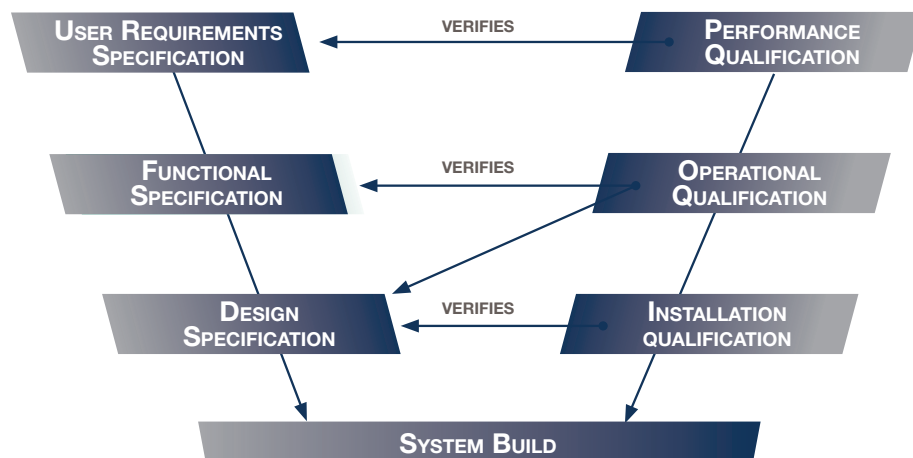 USER REQUIREMENTS
SPECIFICATION
VERIFIES
PERFORMANCE
QUALIFICATION
FUNCTIONAL
SPECIFICATION
VERIFIES
OPERATIONAL
QUALIFICATION
DESIGN
SPECIFICATION
VERIFIES
INSTALLATION
QUALIFICATION
SYSTEM BUILD